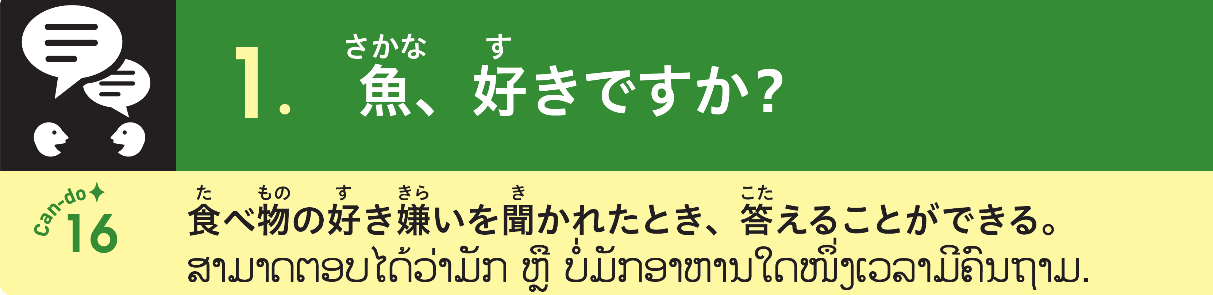 さかな す
1. 魚、好きですか？
Can-do
16
た もの す きら き こた
食べ物の好き嫌いを聞かれたとき、答えることができる。
ສາມາດຕອບໄດ້ວ່າມັກ ຫຼື ບໍ່ມັກອາຫານໃດໜຶ່ງເວລາມີຄົນຖາມ.